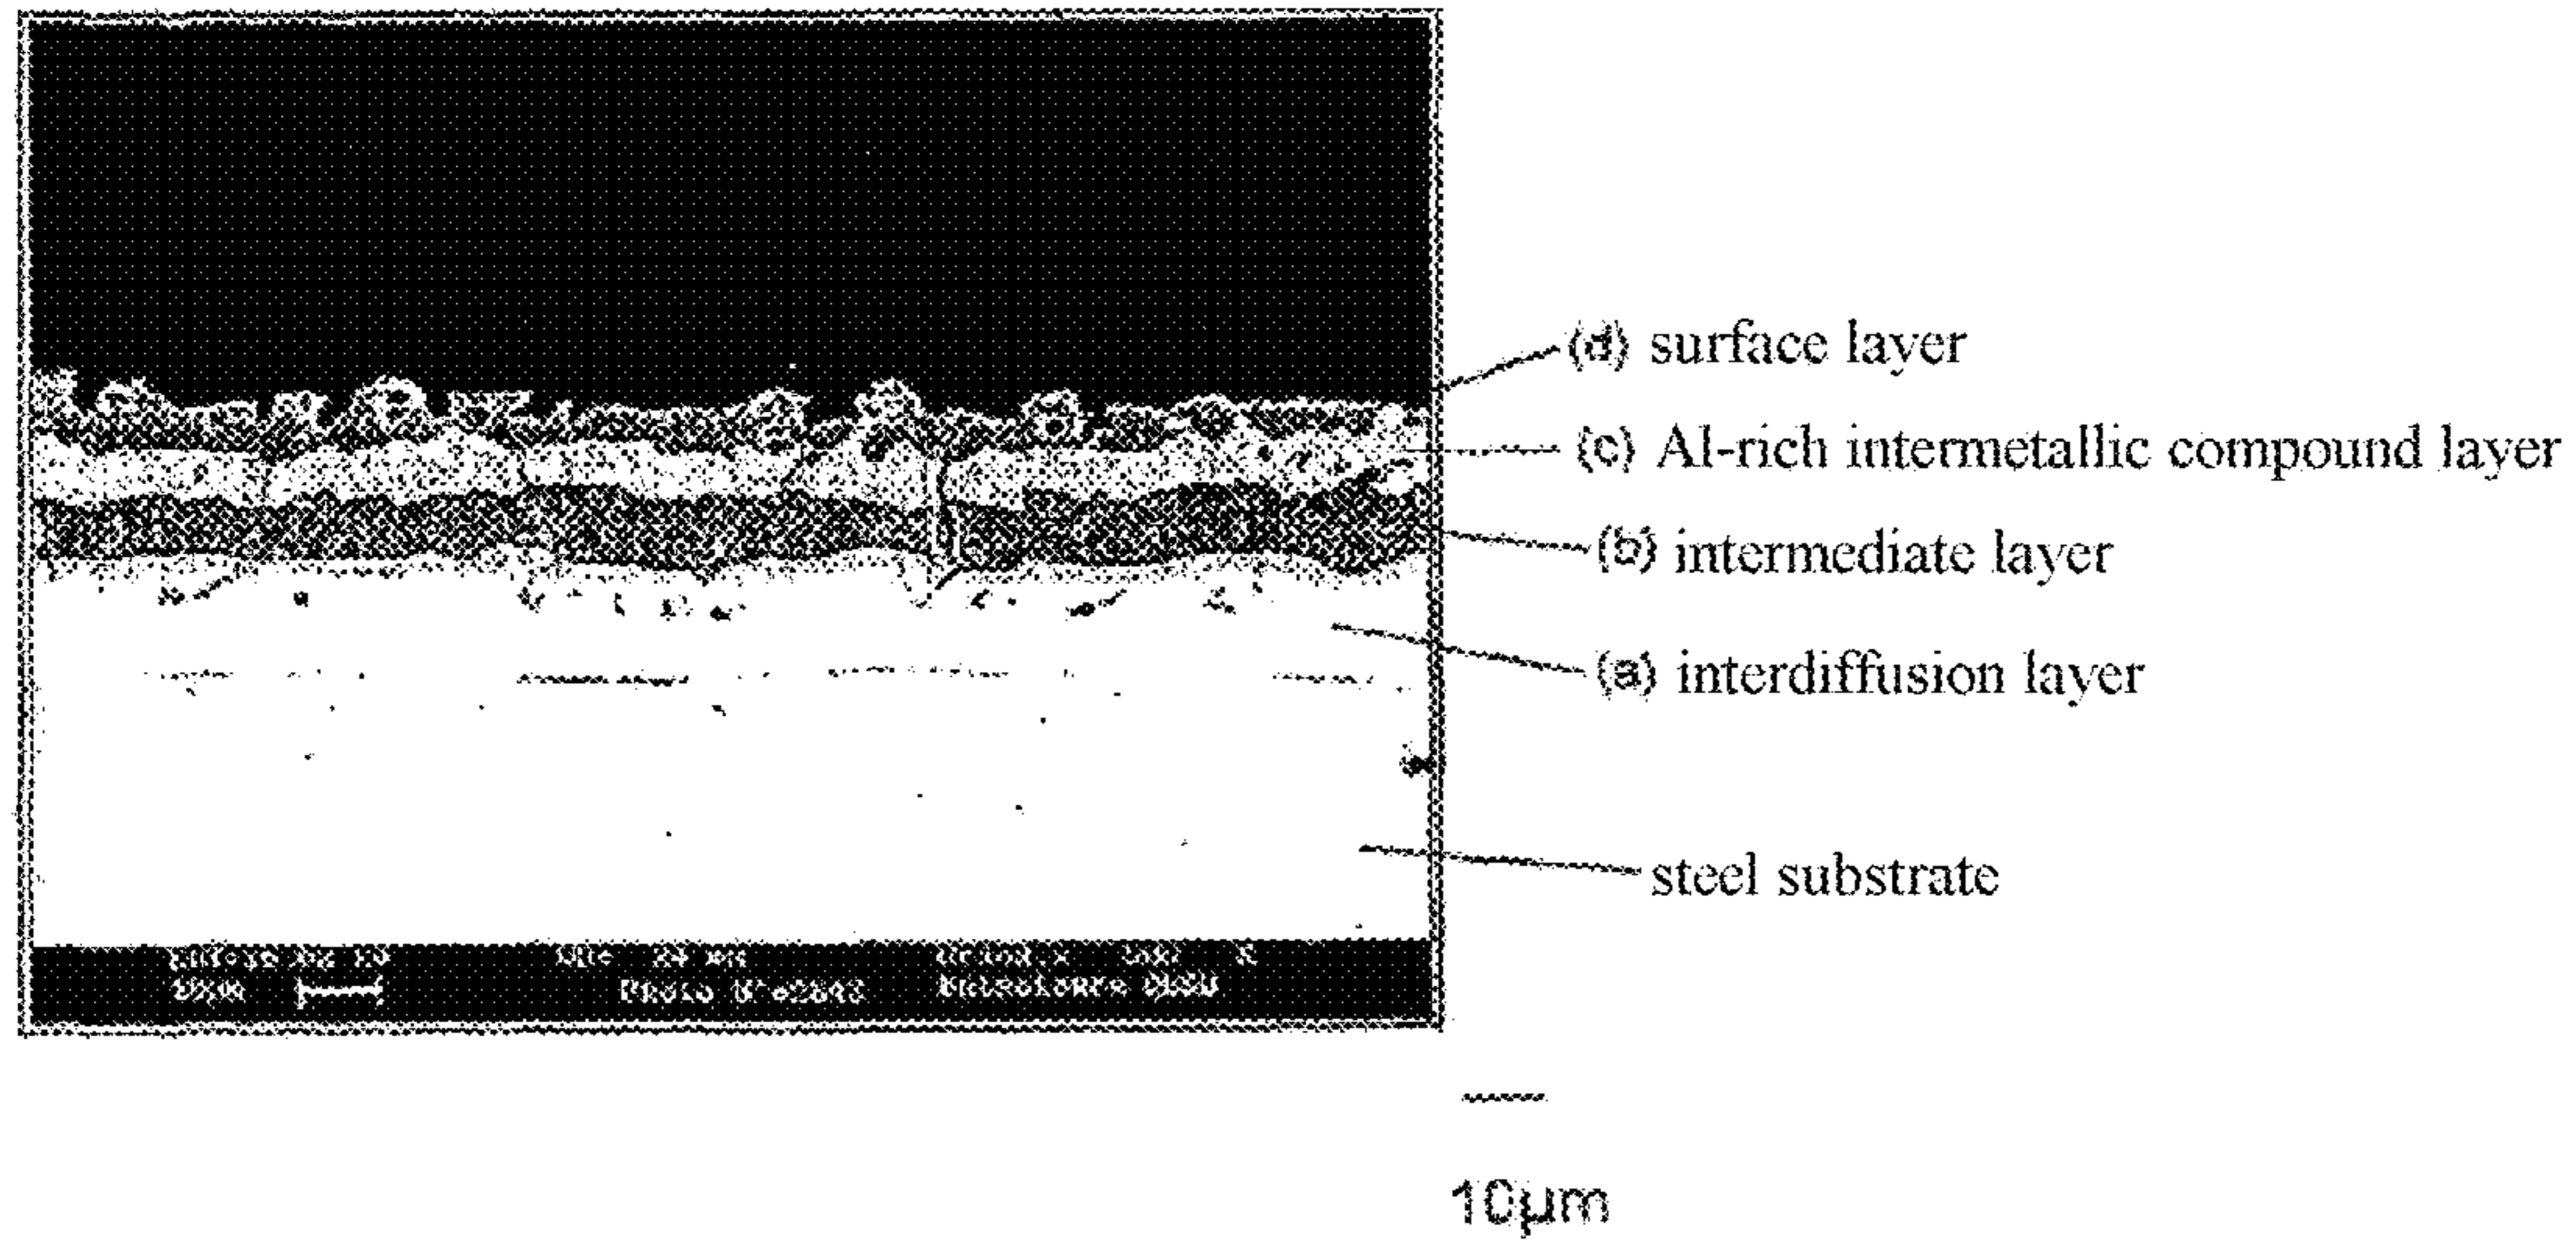 (d) surface layer
(c) Al-rich intermetallic compound layer
(b) intermediate layer
(a) interdiffusion layer
steel substrate
10µm